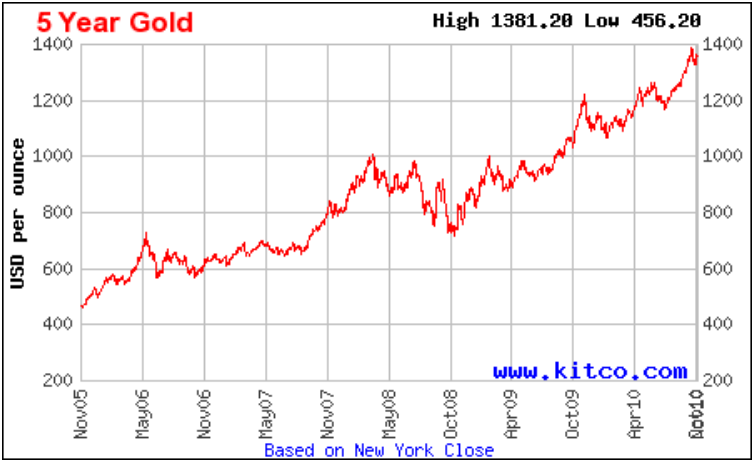 5 Year Gold
High 1381.20 Low 456.20
USD per ounce
1400
1200
1000
800
600
400
200
1400
1200
1000
800
600
400
200
www.kitco.com
Nov05
May06
Nov06
May07
Nov07
May08
Oct08
Apr09
Oct09
Apr10
Based on New York Close